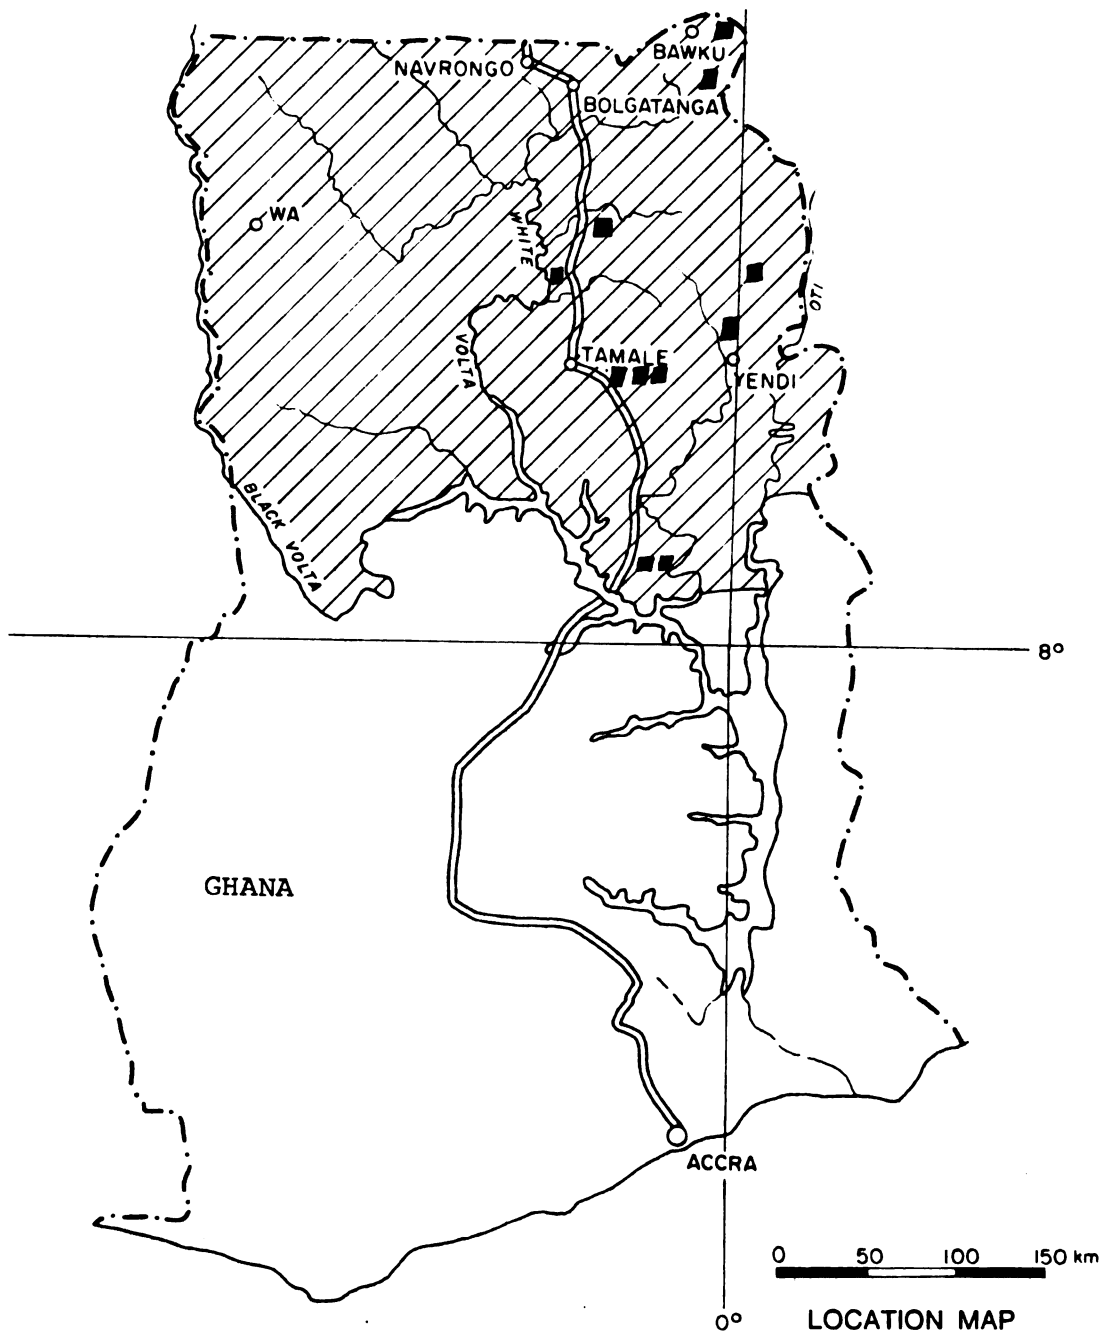 BAWKU
NAVRONGO
BOLGATANGA
WA
WHITE
OTI
VOLTA
TAMALE
YENDI
BLACK VOLTA
8°
GHANA
ACCRA
0 50 100 150 km
0°
LOCATION MAP